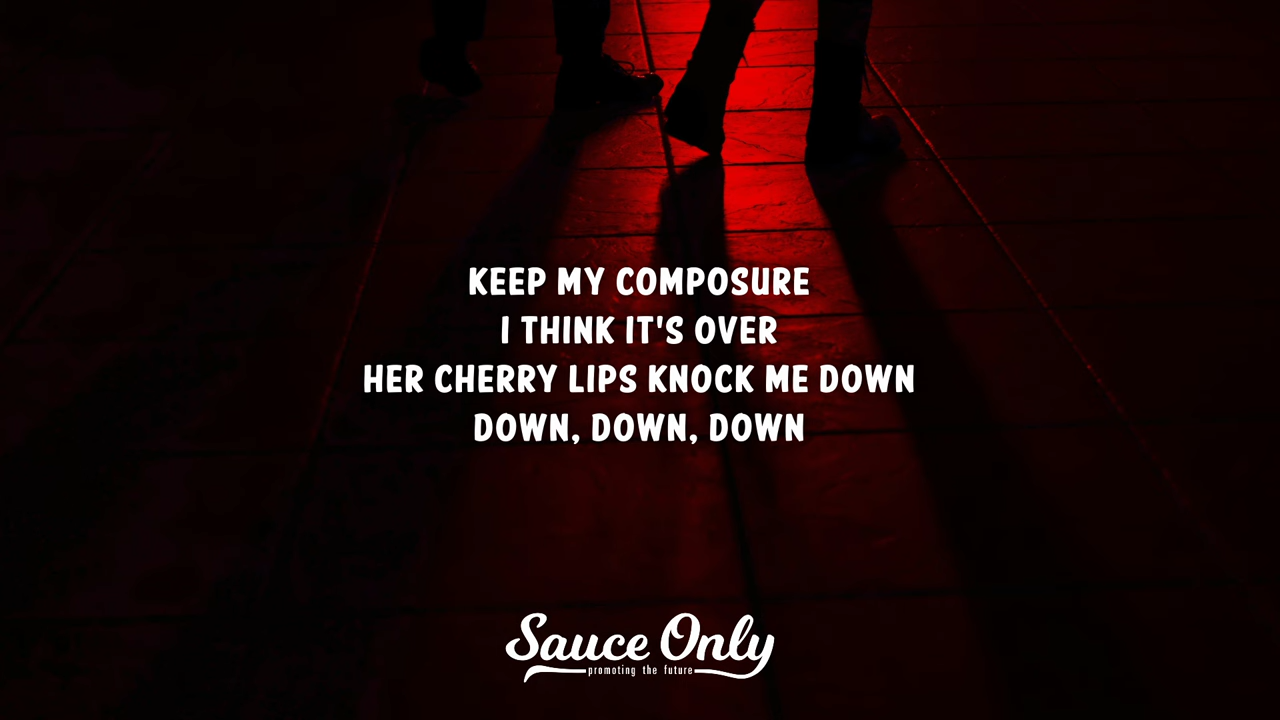 KEEP MY COMPOSURE
I THINK IT'S OVER
HER CHERRY LIPS KNOCK ME DOWN
DOWN, DOWN, DOWN
Sauce Only
promoting the future